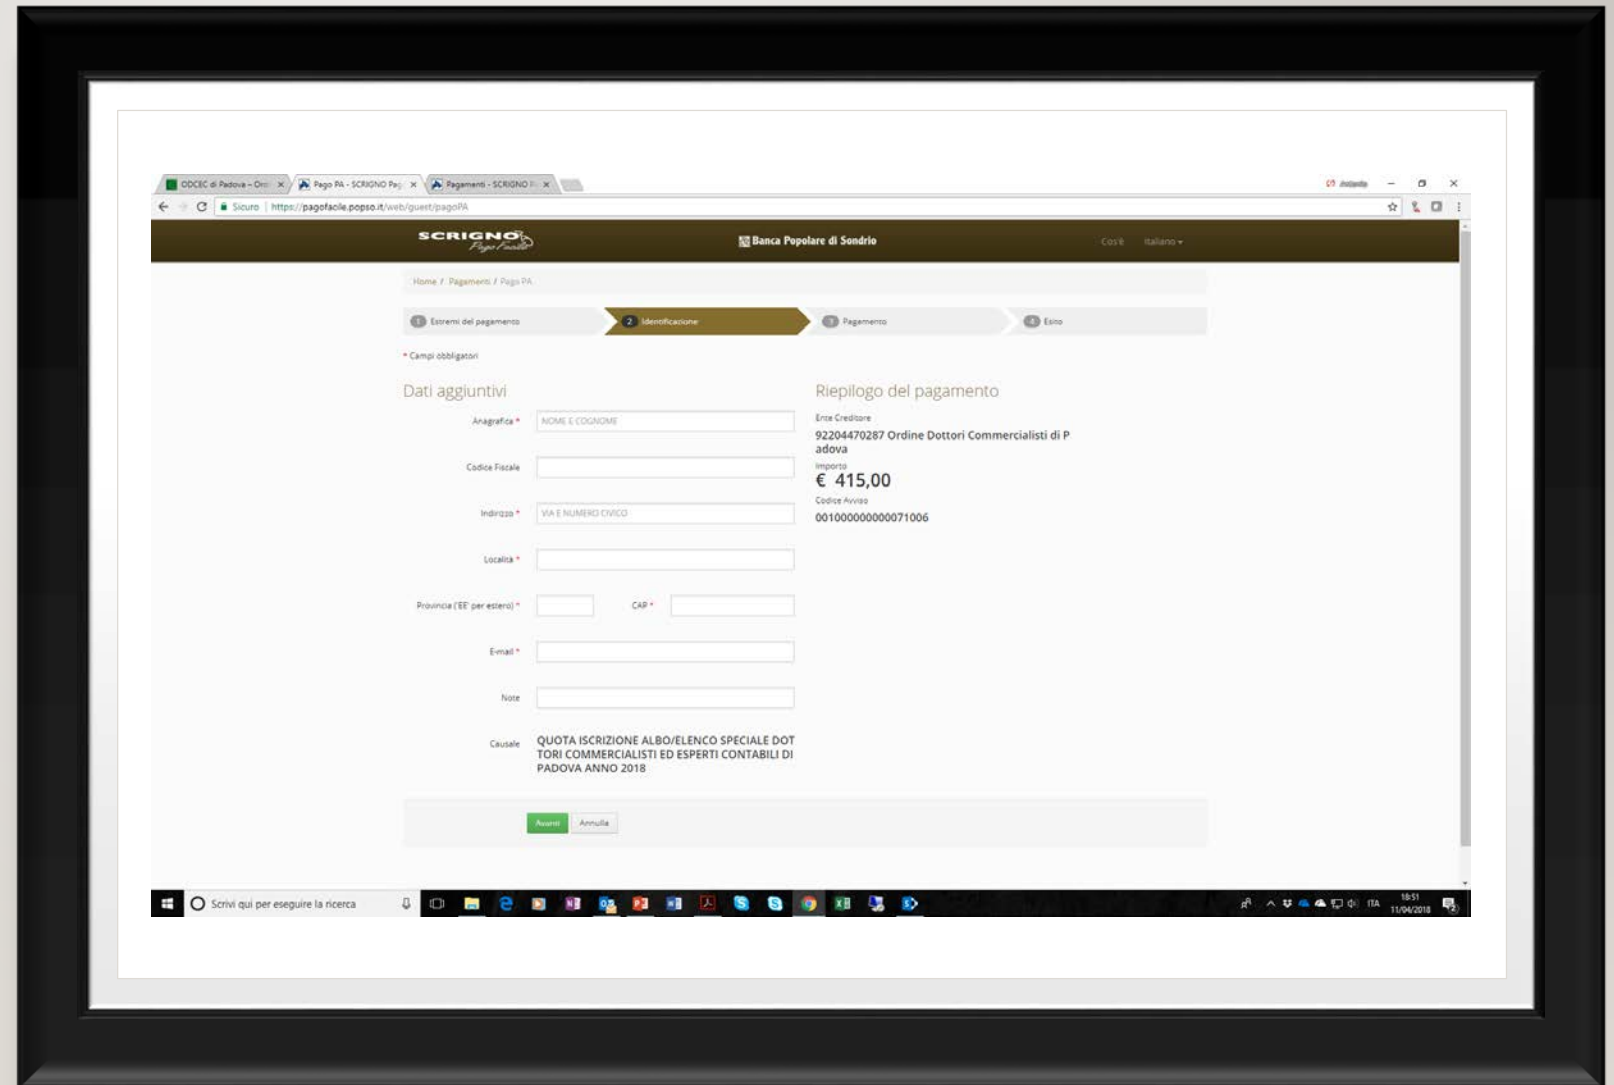 ODCEC di Padova – Ord
Pago PA - SCRIGNO Pag
Pagamenti - SCRIGNO P
Sicuro | https://pagofacile.popso.it/web/guest/pagoPA
SCRIGNO
Pago Facile
Banca Popolare di Sondrio
Cos'è
Italiano
Home / Pagamenti / Pago PA
1 Estremi del pagamento
2 Identificazione
3 Pagamento
4 Esito
* Campi obbligatori
Dati aggiuntivi
Anagrafica *
NOME E COGNOME
Codice Fiscale
Indirizzo *
VIA E NUMERO CIVICO
Località *
Provincia ('EE' per estero) *
CAP *
E-mail *
Note
Causale
QUOTA ISCRIZIONE ALBO/ELENCO SPECIALE DOT
TORI COMMERCIALISTI ED ESPERTI CONTABILI DI
PADOVA ANNO 2018
Riepilogo del pagamento
Ente Creditore
92204470287 Ordine Dottori Commercialisti di P
adova
Importo
€ 415,00
Codice Avviso
001000000000071006
Avanti
Annulla
Scrivi qui per eseguire la ricerca
ITA
18:51
11/04/2018